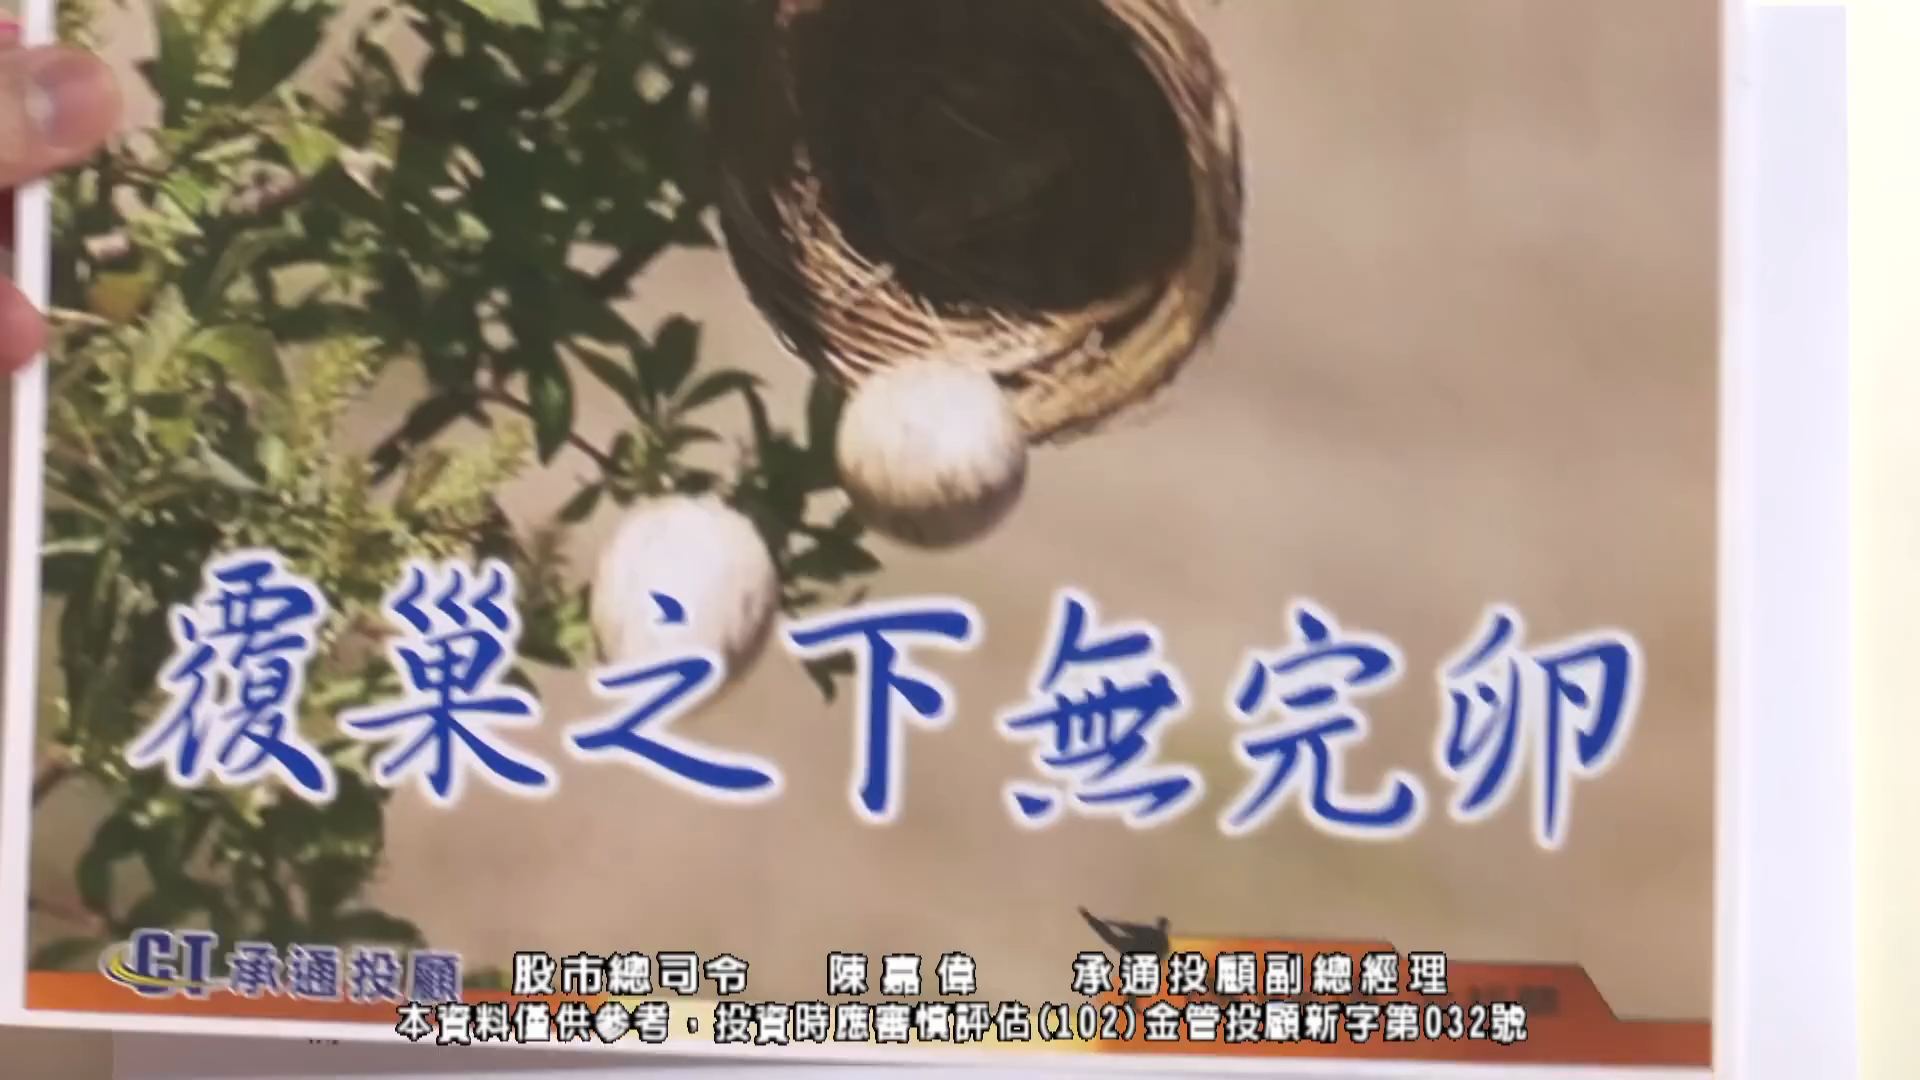 覆巢之下無完卵
CI 承通投顧
股市總司令 陳嘉偉 承通投顧副總經理
本資料僅供參考，投資時應審慎評估(102)金管投顧新字第032號